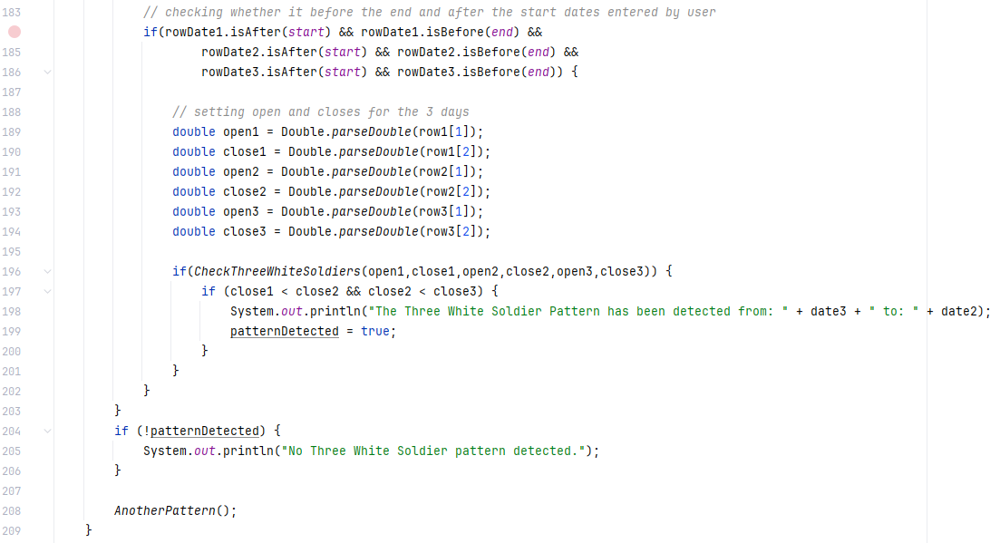 183 // checking whether it before the end and after the start dates entered by user
if(rowDate1.isAfter(start) && rowDate1.isBefore(end) &&
185 rowDate2.isAfter(start) && rowDate2.isBefore(end) &&
186 rowDate3.isAfter(start) && rowDate3.isBefore(end)) {
187
188 // setting open and closes for the 3 days
189 double open1 = Double.parseDouble(row1[1]);
190 double close1 = Double.parseDouble(row1[2]);
191 double open2 = Double.parseDouble(row2[1]);
192 double close2 = Double.parseDouble(row2[2]);
193 double open3 = Double.parseDouble(row3[1]);
194 double close3 = Double.parseDouble(row3[2]);
195
196 if(CheckThreeWhiteSoldiers(open1,close1,open2,close2,open3,close3)) {
197 if (close1 < close2 && close2 < close3) {
198 System.out.println("The Three White Soldier Pattern has been detected from: " + date3 + " to: " + date2);
199 patternDetected = true;
200 }
201 }
202 }
203 }
204 if (!patternDetected) {
205 System.out.println("No Three White Soldier pattern detected.");
206 }
207
208 AnotherPattern();
209 }